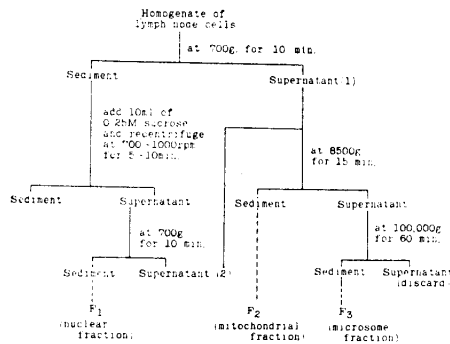 Homogenate of
lymph node cells
at 700g. for 10 min.
Sediment
Supernatant(1)
add 10ml of
0.25M sucrose
and recentrifuge
at 700-1000rpm
for 5-10min.
at 8500g
for 15 min.
Sediment
Supernatant
Sediment
Supernatant
at 700g
for 10 min.
at 100,000g
for 60 min.
Sediment
Supernatant(2)
Sediment
Supernatant
(discard)
F1
(nuclear
fraction)
F2
(mitochondrial
fraction)
F3
(microsome
fraction)